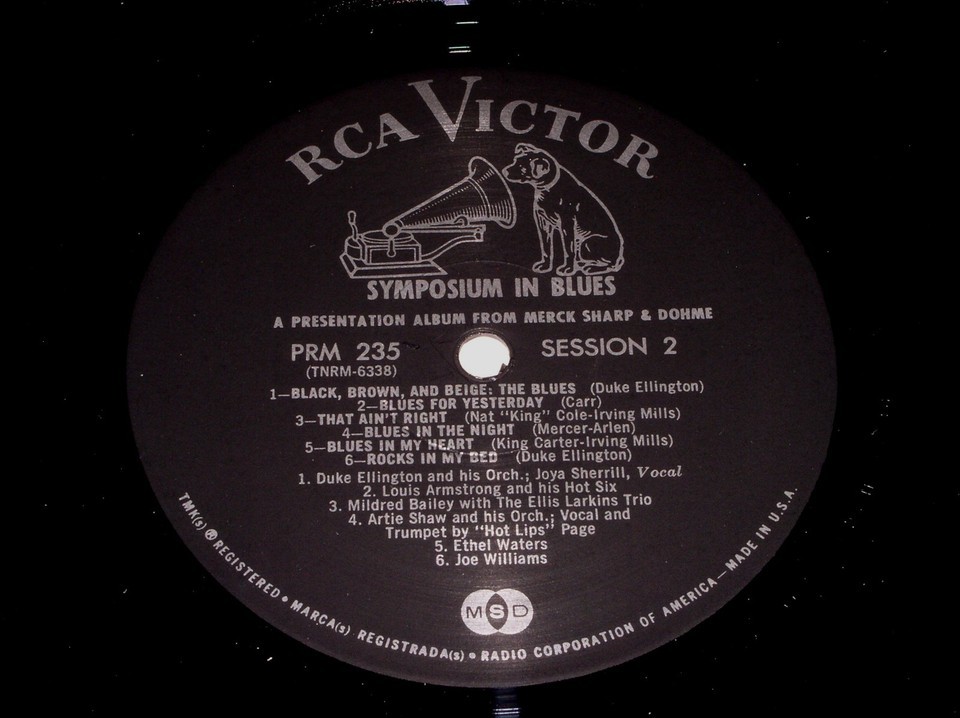 RCA VICTOR
SYMPOSIUM IN BLUES
A PRESENTATION ALBUM FROM MERCK SHARP & DOHME
PRM 235 SESSION 2
(TNRM-6338)
1—BLACK, BROWN, AND BEIGE: THE BLUES (Duke Ellington)
2—BLUES FOR YESTERDAY (Carr)
3—THAT AIN'T RIGHT (Nat "King" Cole-Irving Mills)
4—BLUES IN THE NIGHT (Mercer-Arlen)
5—BLUES IN MY HEART (King Carter-Irving Mills)
6—ROCKS IN MY BED (Duke Ellington)
1. Duke Ellington and his Orch.; Joya Sherrill, Vocal
2. Louis Armstrong and his Hot Six
3. Mildred Bailey with The Ellis Larkins Trio
4. Artie Shaw and his Orch.; Vocal and
Trumpet by "Hot Lips" Page
5. Ethel Waters
6. Joe Williams
MSD
TMK(s) ® REGISTERED • MARCA(s) REGISTRADA(s) • RADIO CORPORATION OF AMERICA—MADE IN U.S.A.